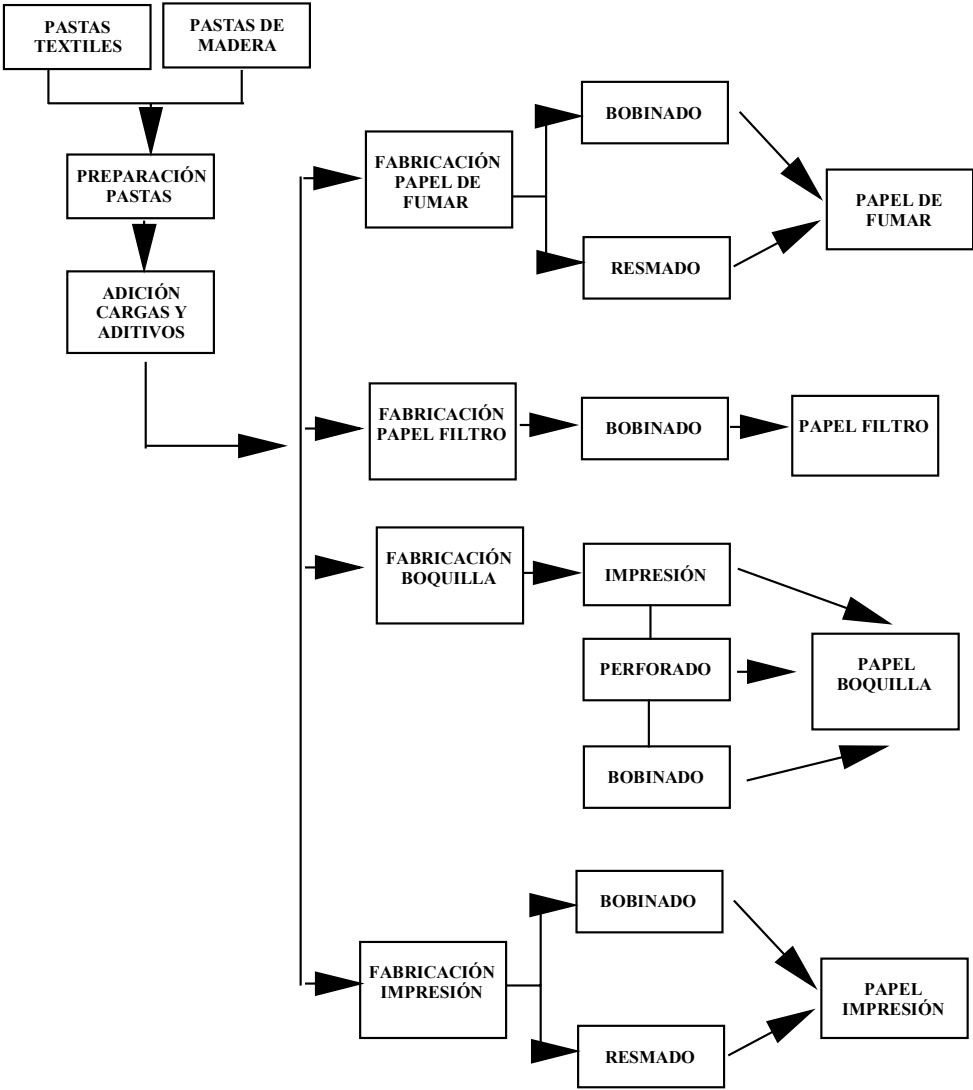 PASTAS
TEXTILES
PASTAS DE
MADERA
PREPARACIÓN
PASTAS
ADICIÓN
CARGAS Y
ADITIVOS
FABRICACIÓN
PAPEL DE
FUMAR
BOBINADO
RESMADO
PAPEL DE
FUMAR
FABRICACIÓN
PAPEL FILTRO
BOBINADO
PAPEL FILTRO
FABRICACIÓN
BOQUILLA
IMPRESIÓN
PERFORADO
BOBINADO
PAPEL
BOQUILLA
FABRICACIÓN
IMPRESIÓN
BOBINADO
RESMADO
PAPEL
IMPRESIÓN